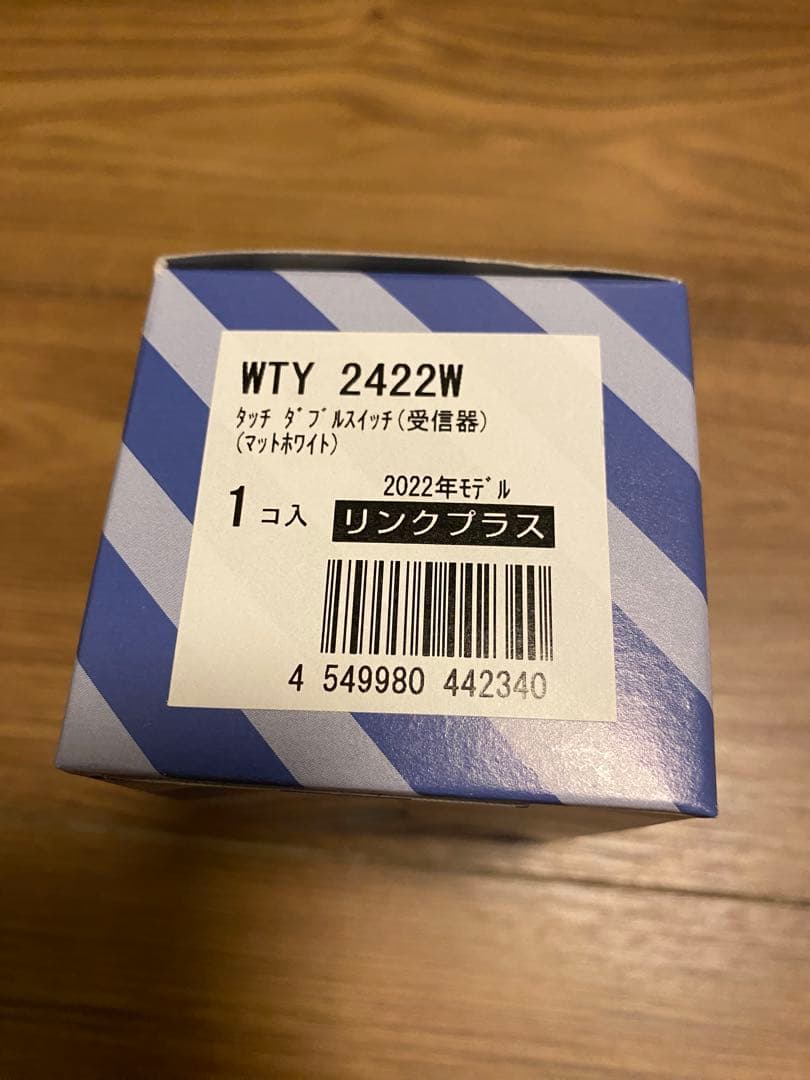 WTY 2422W
ﾀｯﾁ ﾀﾞﾌﾞﾙｽｲｯﾁ(受信器)
(ﾏｯﾄﾎﾜｲﾄ)
2022年ﾓﾃﾞﾙ
1コ入 リンクプラス
4 549980 442340